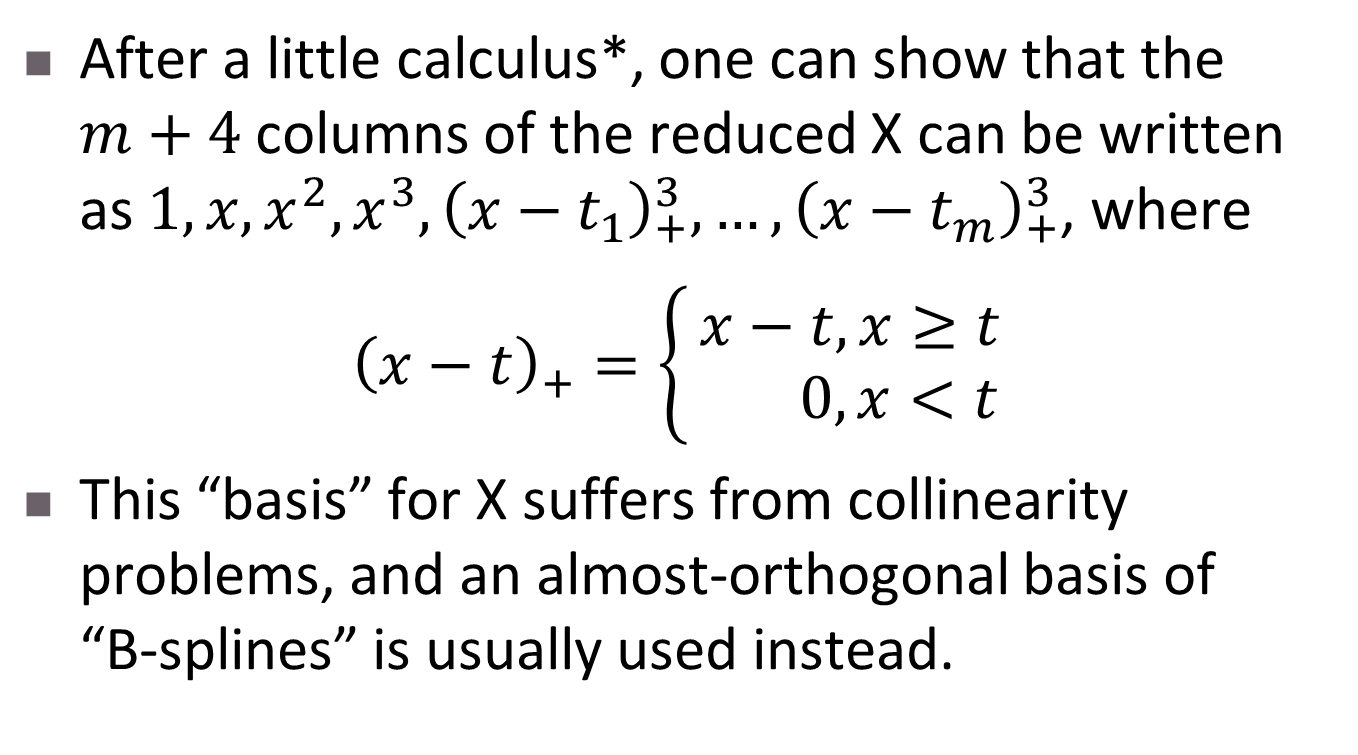 ▪ After a little calculus*, one can show that the
m + 4 columns of the reduced X can be written
as 1, x, x², x³, (x − t₁)³₊, … , (x − tₘ)³₊, where
(x − t)₊ = { x − t, x ≥ t
0, x < t
▪ This “basis” for X suffers from collinearity
problems, and an almost-orthogonal basis of
“B-splines” is usually used instead.